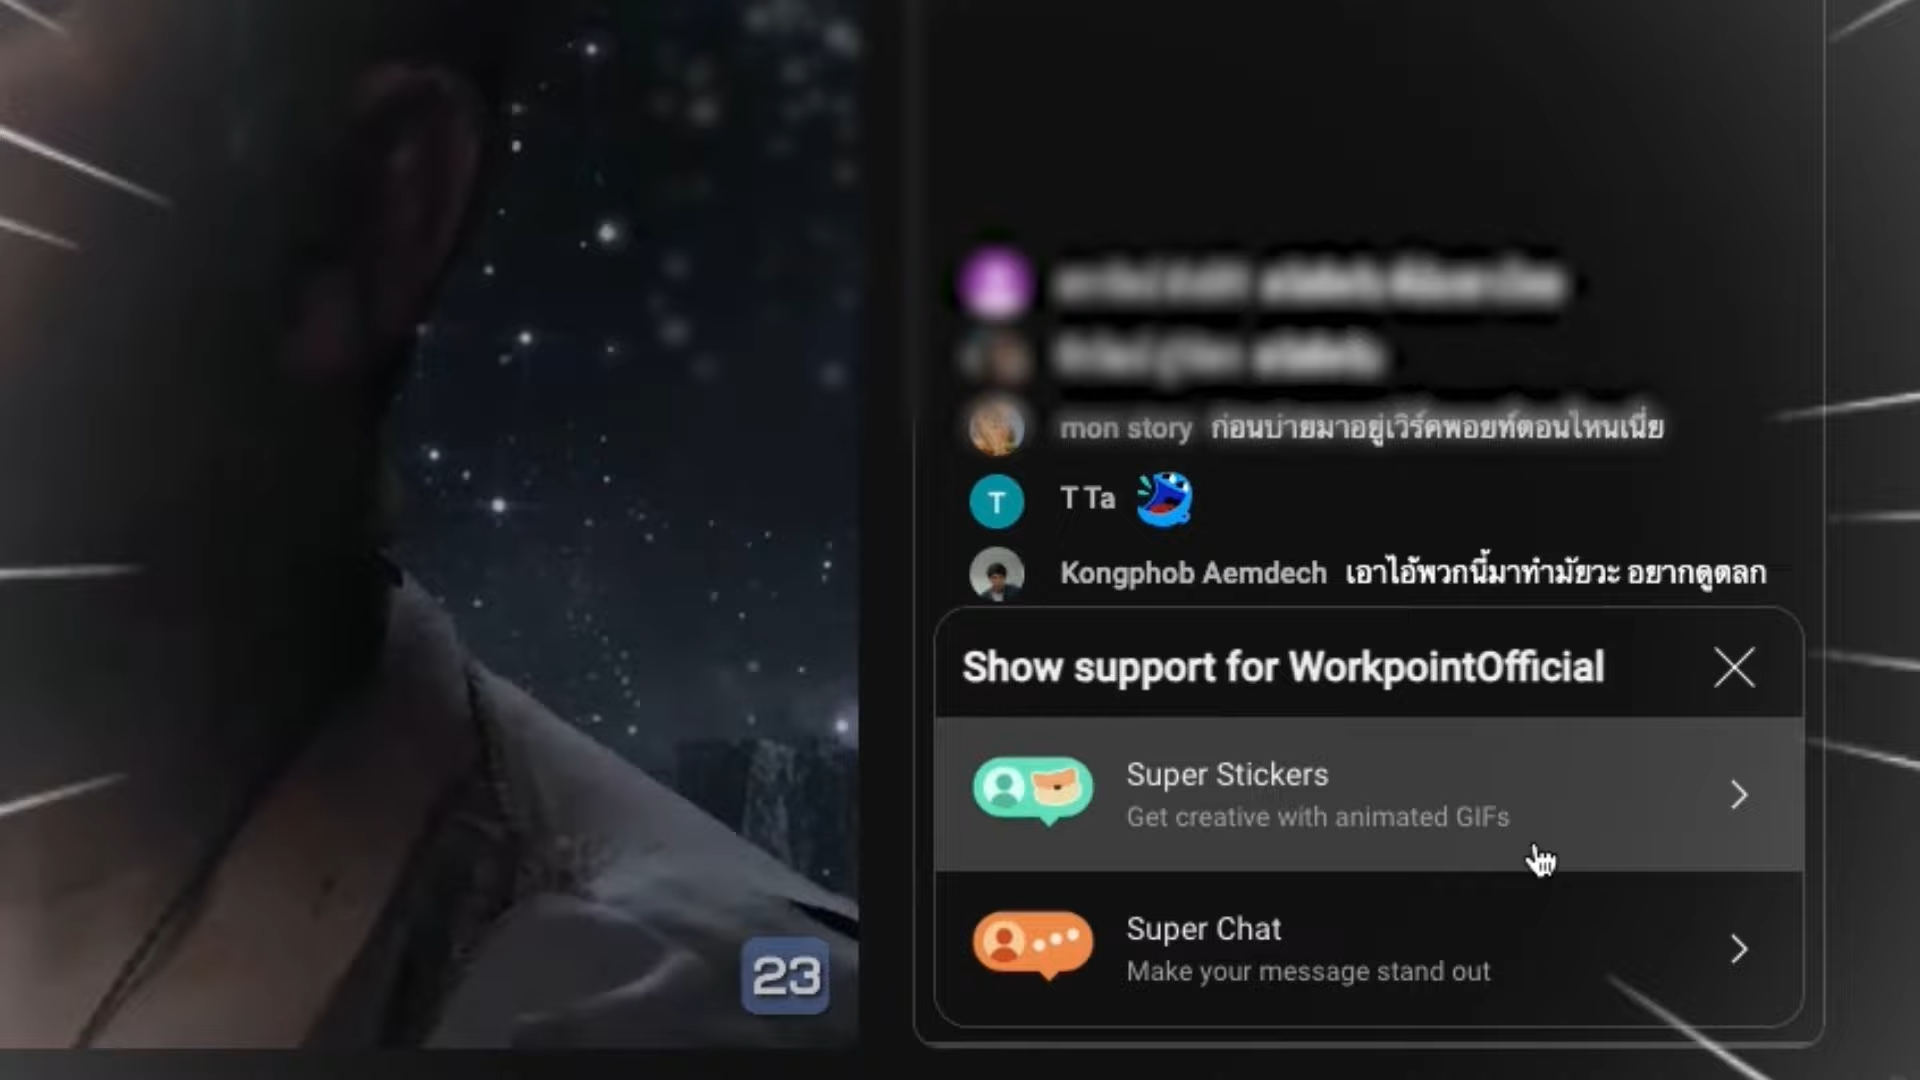 mon story ก่อนบ่ายมาอยู่เวิร์คพอยท์ตอนไหนเนี่ย
T
T Ta
Kongphob Aemdech เอาไอ้พวกนี้มาทำมัยวะ อยากดูตลก
Show support for WorkpointOfficial
Super Stickers
Get creative with animated GIFs
Super Chat
Make your message stand out
23